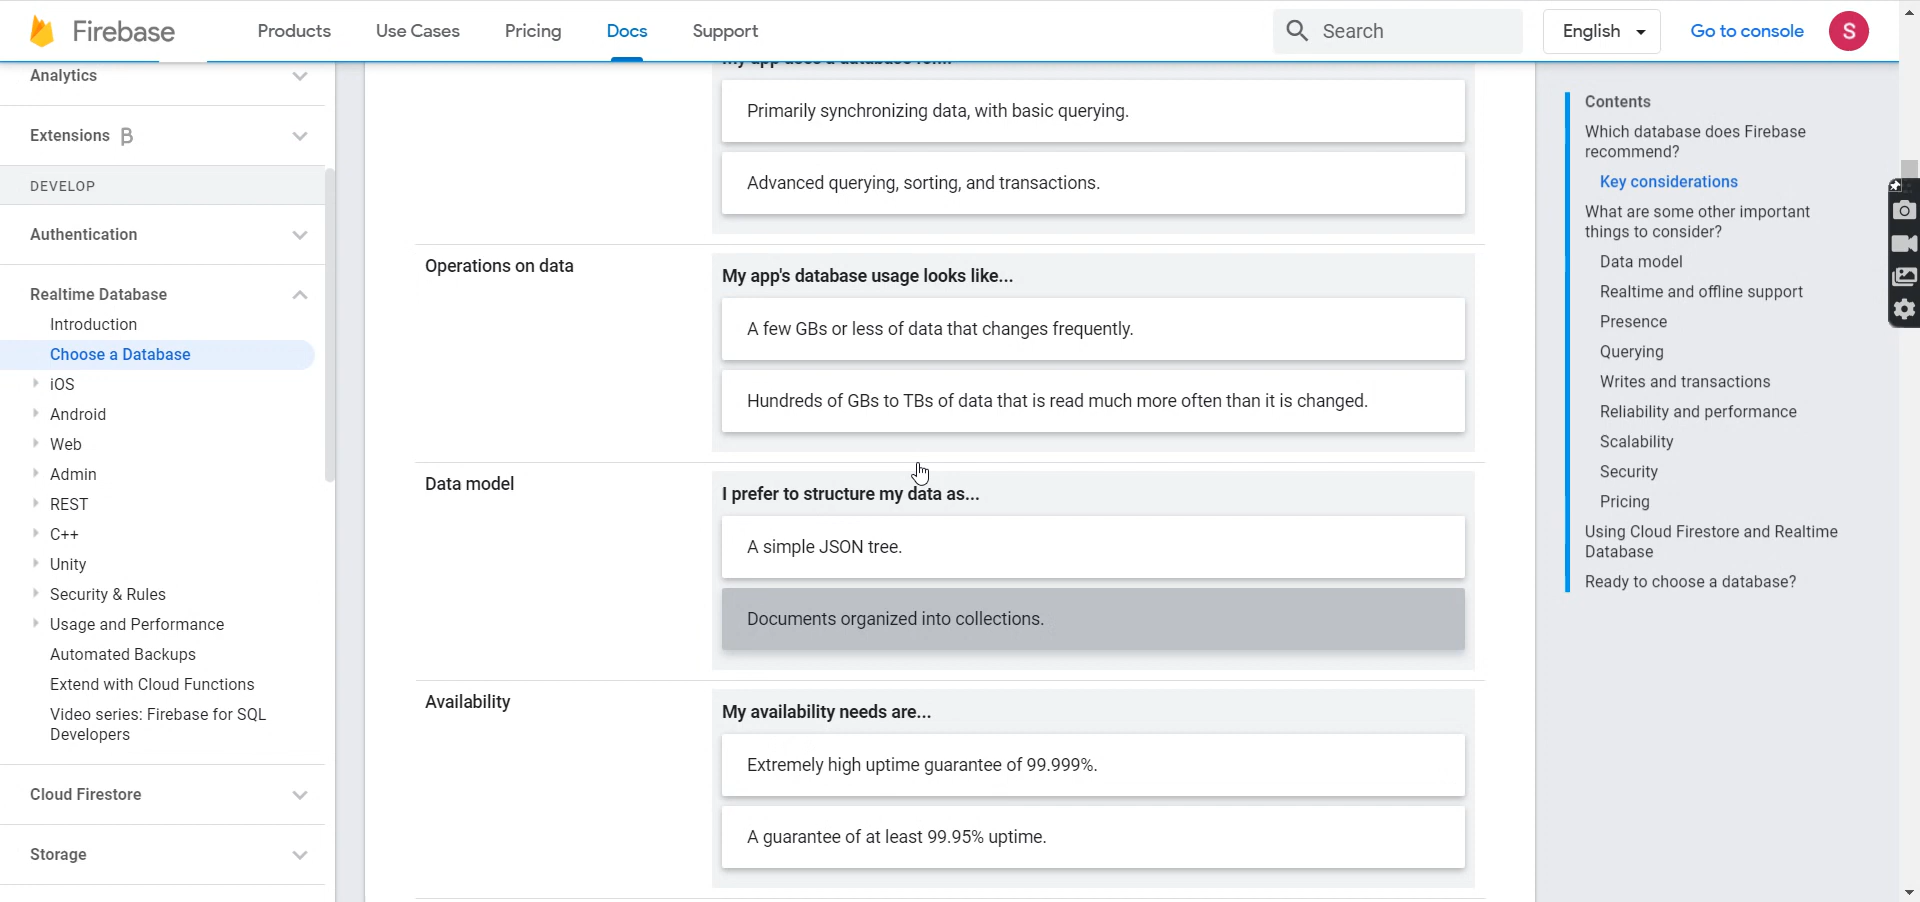 Firebase
Products
Use Cases
Pricing
Docs
Support
Search
English
Go to console
S
Analytics
Extensions β
DEVELOP
Authentication
Realtime Database
Introduction
Choose a Database
iOS
Android
Web
Admin
REST
C++
Unity
Security & Rules
Usage and Performance
Automated Backups
Extend with Cloud Functions
Video series: Firebase for SQL
Developers
Cloud Firestore
Storage
Primarily synchronizing data, with basic querying.
Advanced querying, sorting, and transactions.
Operations on data
My app's database usage looks like...
A few GBs or less of data that changes frequently.
Hundreds of GBs to TBs of data that is read much more often than it is changed.
Data model
I prefer to structure my data as...
A simple JSON tree.
Documents organized into collections.
Availability
My availability needs are...
Extremely high uptime guarantee of 99.999%.
A guarantee of at least 99.95% uptime.
Contents
Which database does Firebase
recommend?
Key considerations
What are some other important
things to consider?
Data model
Realtime and offline support
Presence
Querying
Writes and transactions
Reliability and performance
Scalability
Security
Pricing
Using Cloud Firestore and Realtime
Database
Ready to choose a database?